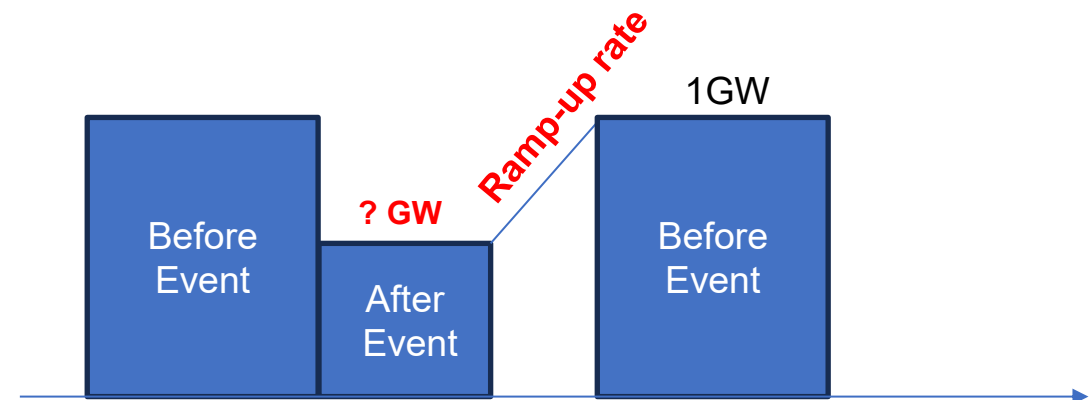 Ramp-up rate
1GW
? GW
Before
Event
After
Event
Before
Event